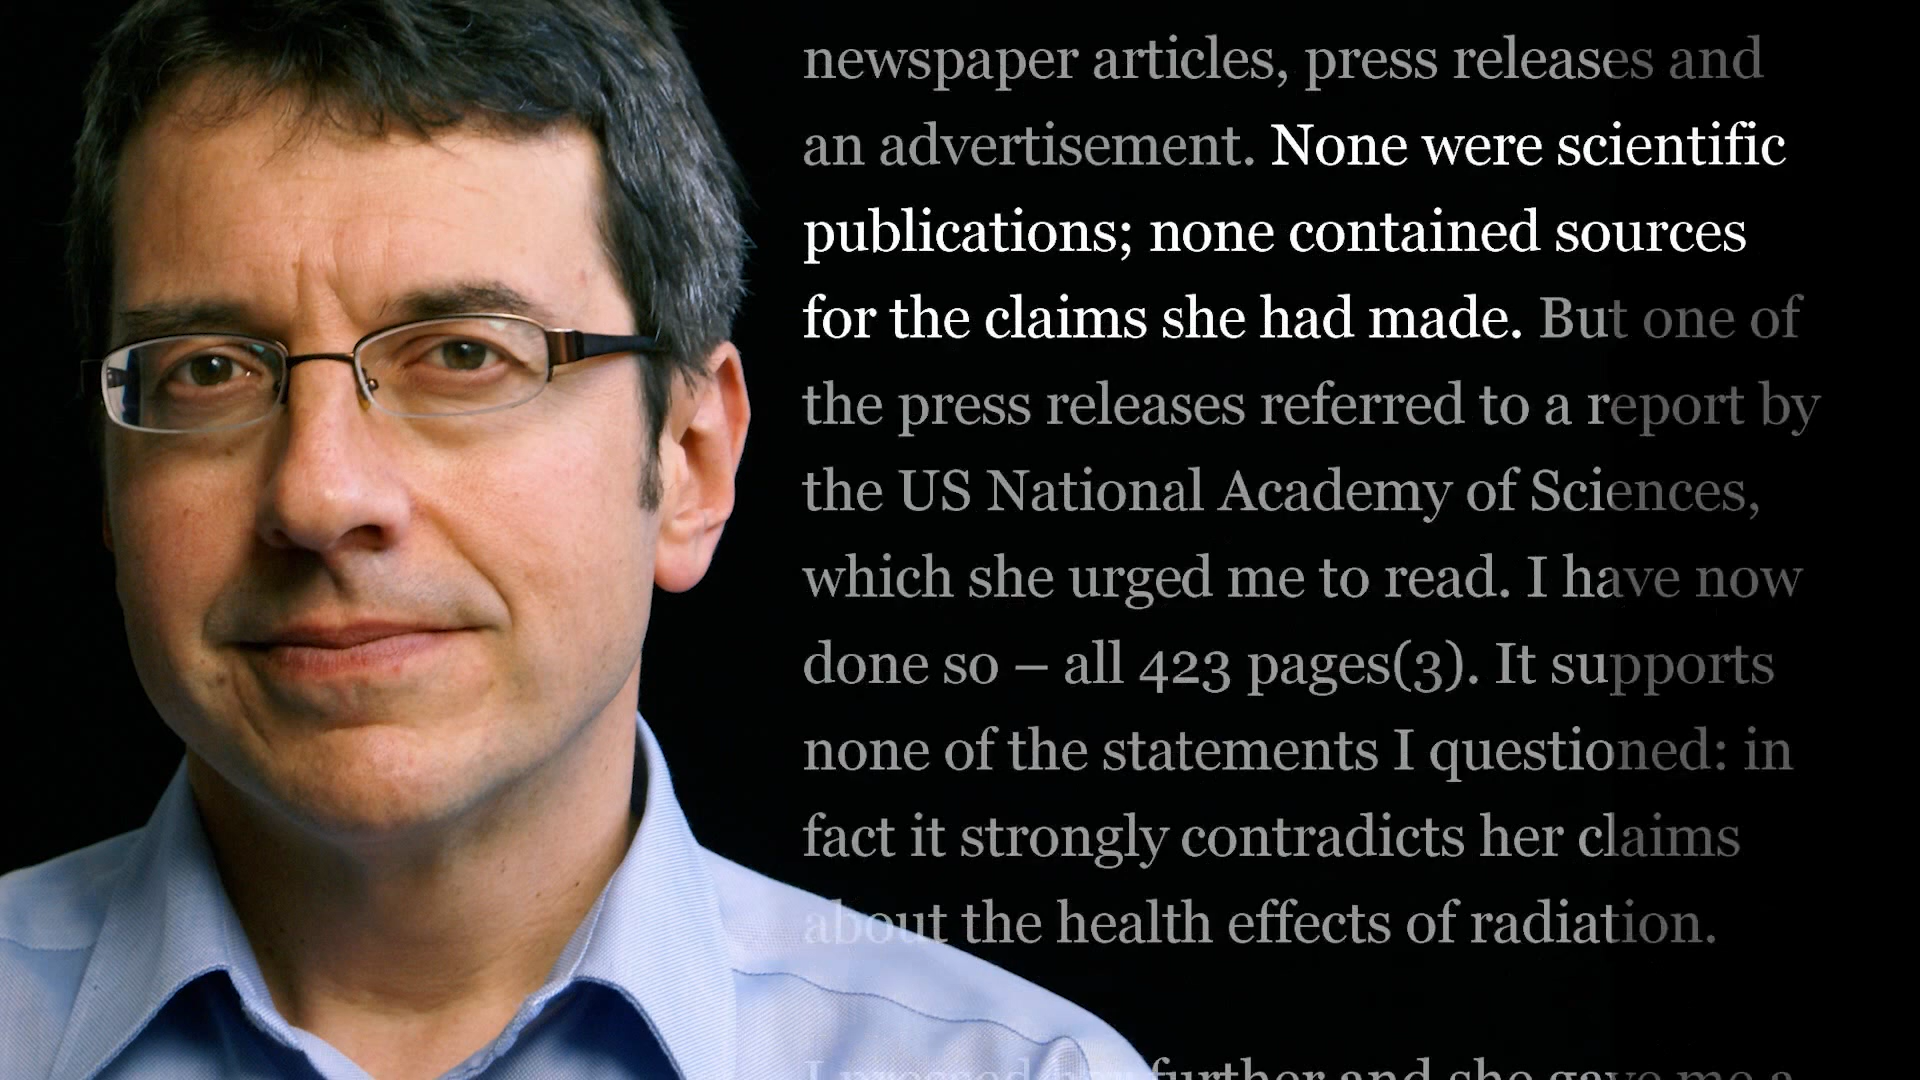 newspaper articles, press releases and
an advertisement. None were scientific
publications; none contained sources
for the claims she had made. But one of
the press releases referred to a report by
the US National Academy of Sciences,
which she urged me to read. I have now
done so – all 423 pages(3). It supports
none of the statements I questioned: in
fact it strongly contradicts her claims
about the health effects of radiation.
I pressed her further and she gave me a